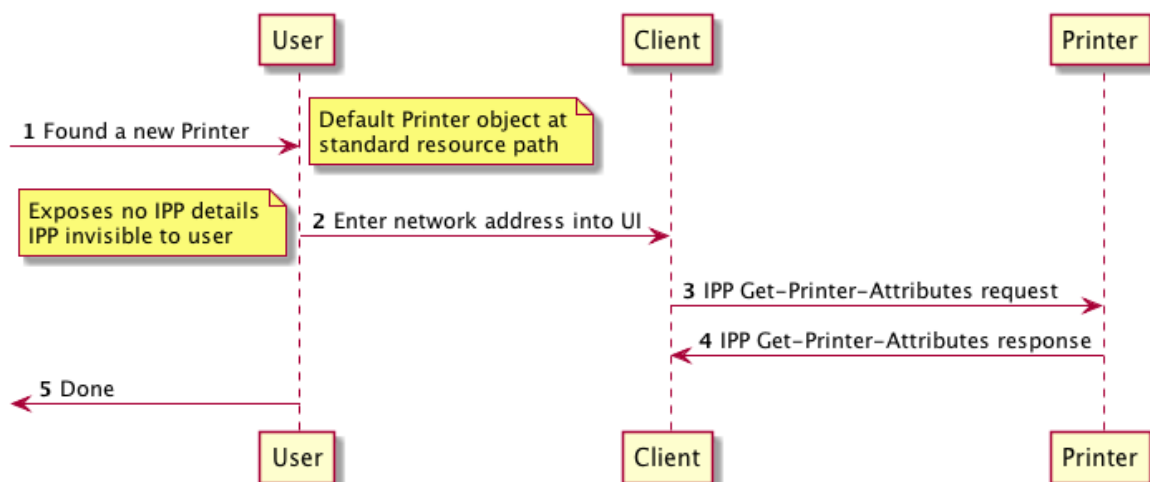 User
Client
Printer
1 Found a new Printer
Default Printer object at
standard resource path
Exposes no IPP details
IPP invisible to user
2 Enter network address into UI
3 IPP Get-Printer-Attributes request
4 IPP Get-Printer-Attributes response
5 Done
User
Client
Printer